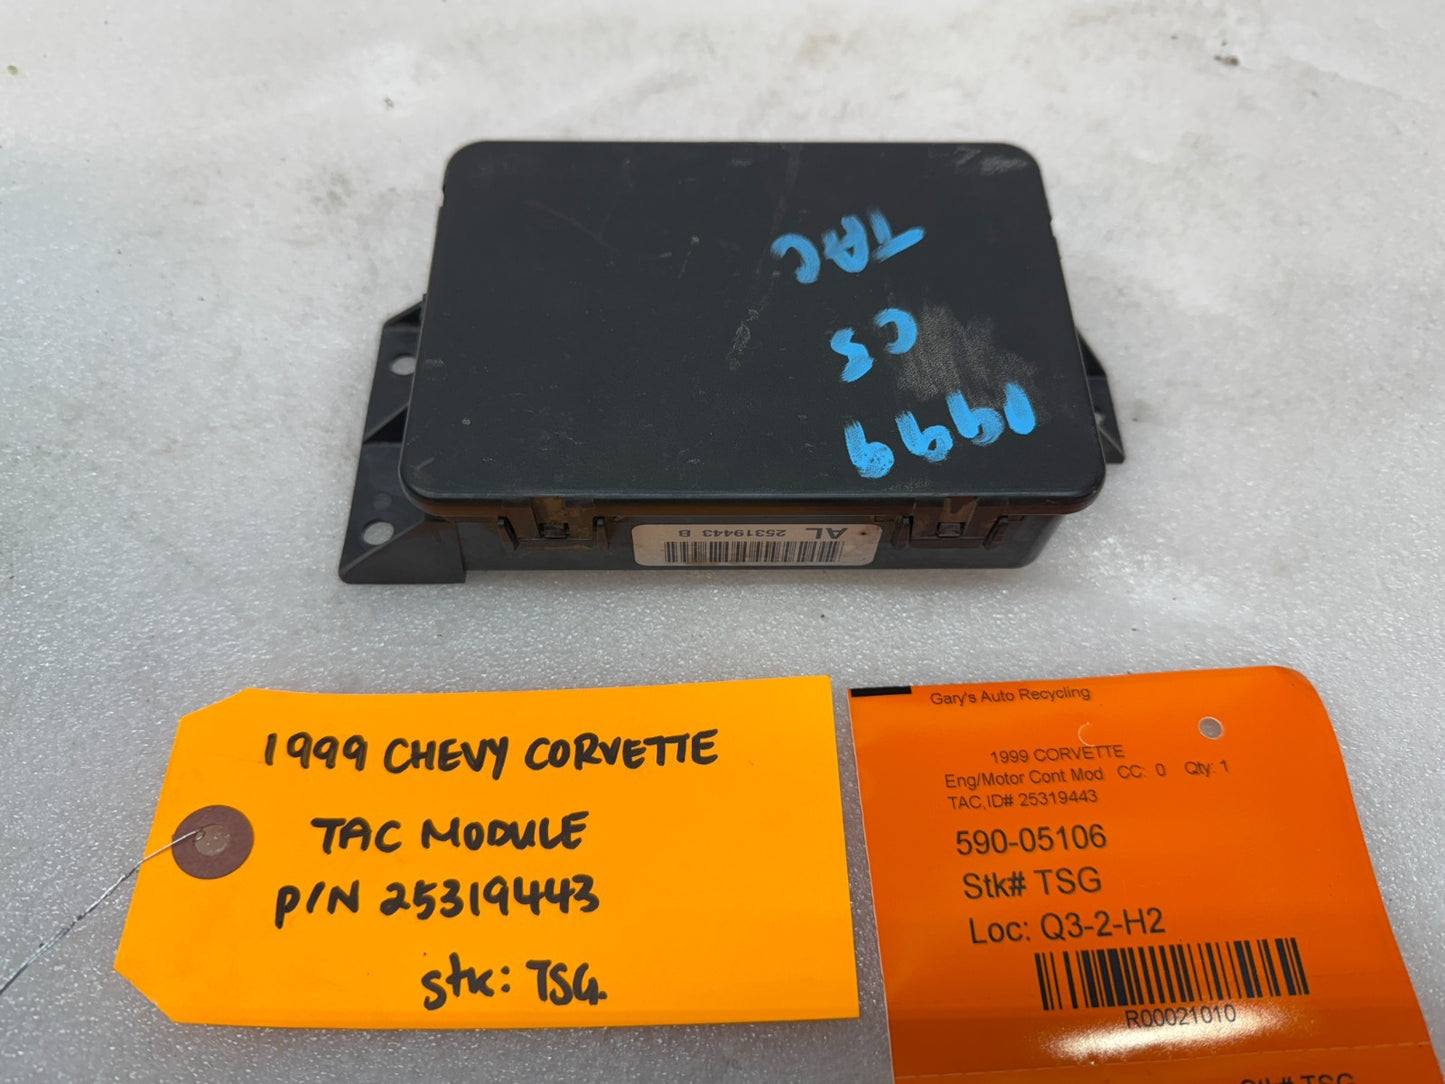 TAC
C5
1999
AL
25319443 B
1999 CHEVY CORVETTE
TAC MODULE
P/N 25319443
Stk: TSG
Gary's Auto Recycling
1999 CORVETTE
Eng/Motor Cont Mod CC: 0 Qty: 1
TAC,ID# 25319443
590-05106
Stk# TSG
Loc: Q3-2-H2
R00021010
Stk# TSG